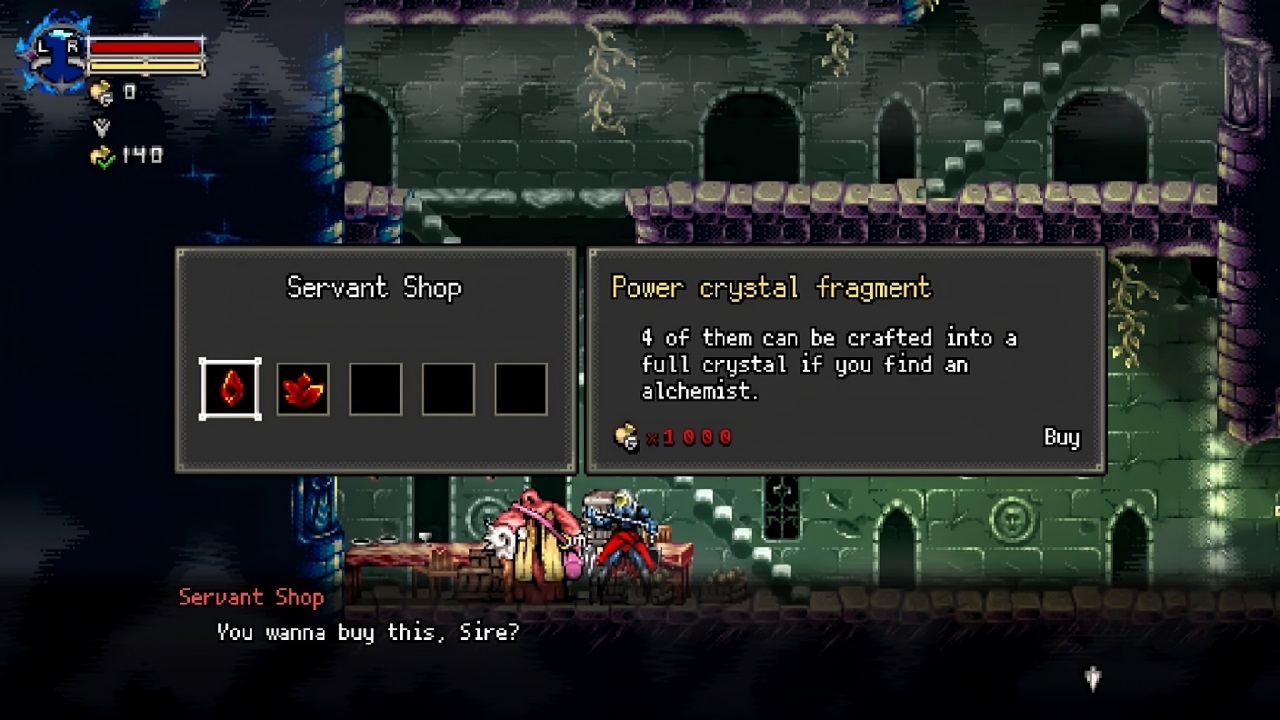 L R
0
140
Servant Shop
Power crystal fragment
4 of them can be crafted into a
full crystal if you find an
alchemist.
×1000
Buy
Servant Shop
You wanna buy this, Sire?